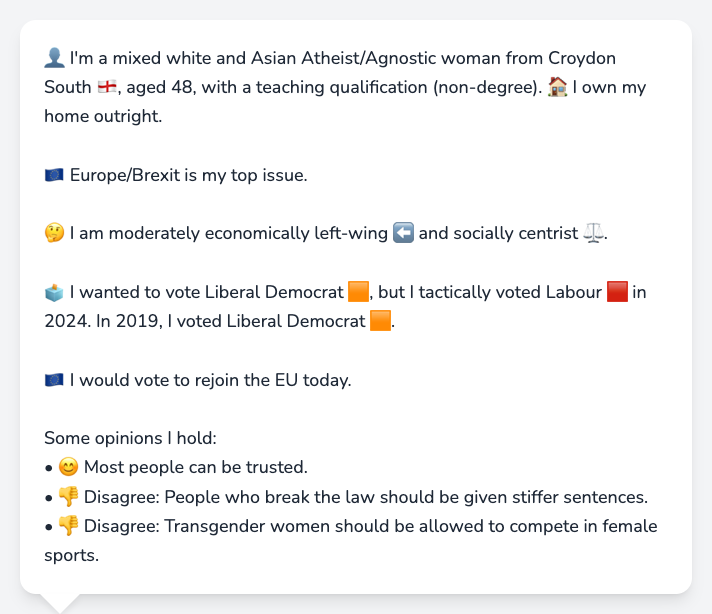 👤 I'm a mixed white and Asian Atheist/Agnostic woman from Croydon
South 🏴󠁧󠁢󠁥󠁮󠁧󠁿, aged 48, with a teaching qualification (non-degree). 🏠 I own my
home outright.
🇪🇺 Europe/Brexit is my top issue.
🤔 I am moderately economically left-wing ⬅️ and socially centrist ⚖️.
🗳️ I wanted to vote Liberal Democrat 🟧, but I tactically voted Labour 🟥 in
2024. In 2019, I voted Liberal Democrat 🟧.
🇪🇺 I would vote to rejoin the EU today.
Some opinions I hold:
• 😊 Most people can be trusted.
• 👎 Disagree: People who break the law should be given stiffer sentences.
• 👎 Disagree: Transgender women should be allowed to compete in female
sports.